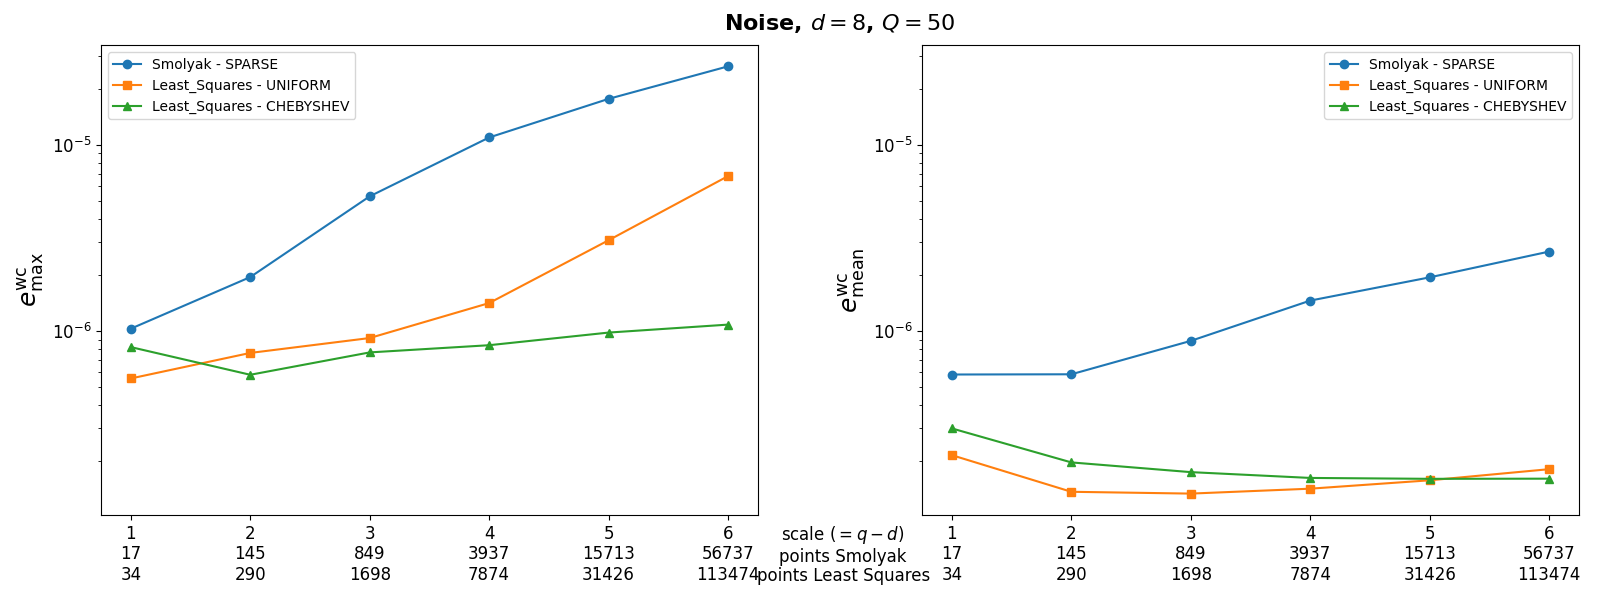 Noise, d = 8, Q = 50
Smolyak - SPARSE
Least_Squares - UNIFORM
Least_Squares - CHEBYSHEV
10⁻⁵
10⁻⁶
e^wc_max
1 2 3 4 5 6
17 145 849 3937 15713 56737
34 290 1698 7874 31426 113474
scale (= q − d)
points Smolyak
points Least Squares
Smolyak - SPARSE
Least_Squares - UNIFORM
Least_Squares - CHEBYSHEV
10⁻⁵
10⁻⁶
e^wc_mean
1 2 3 4 5 6
17 145 849 3937 15713 56737
34 290 1698 7874 31426 113474